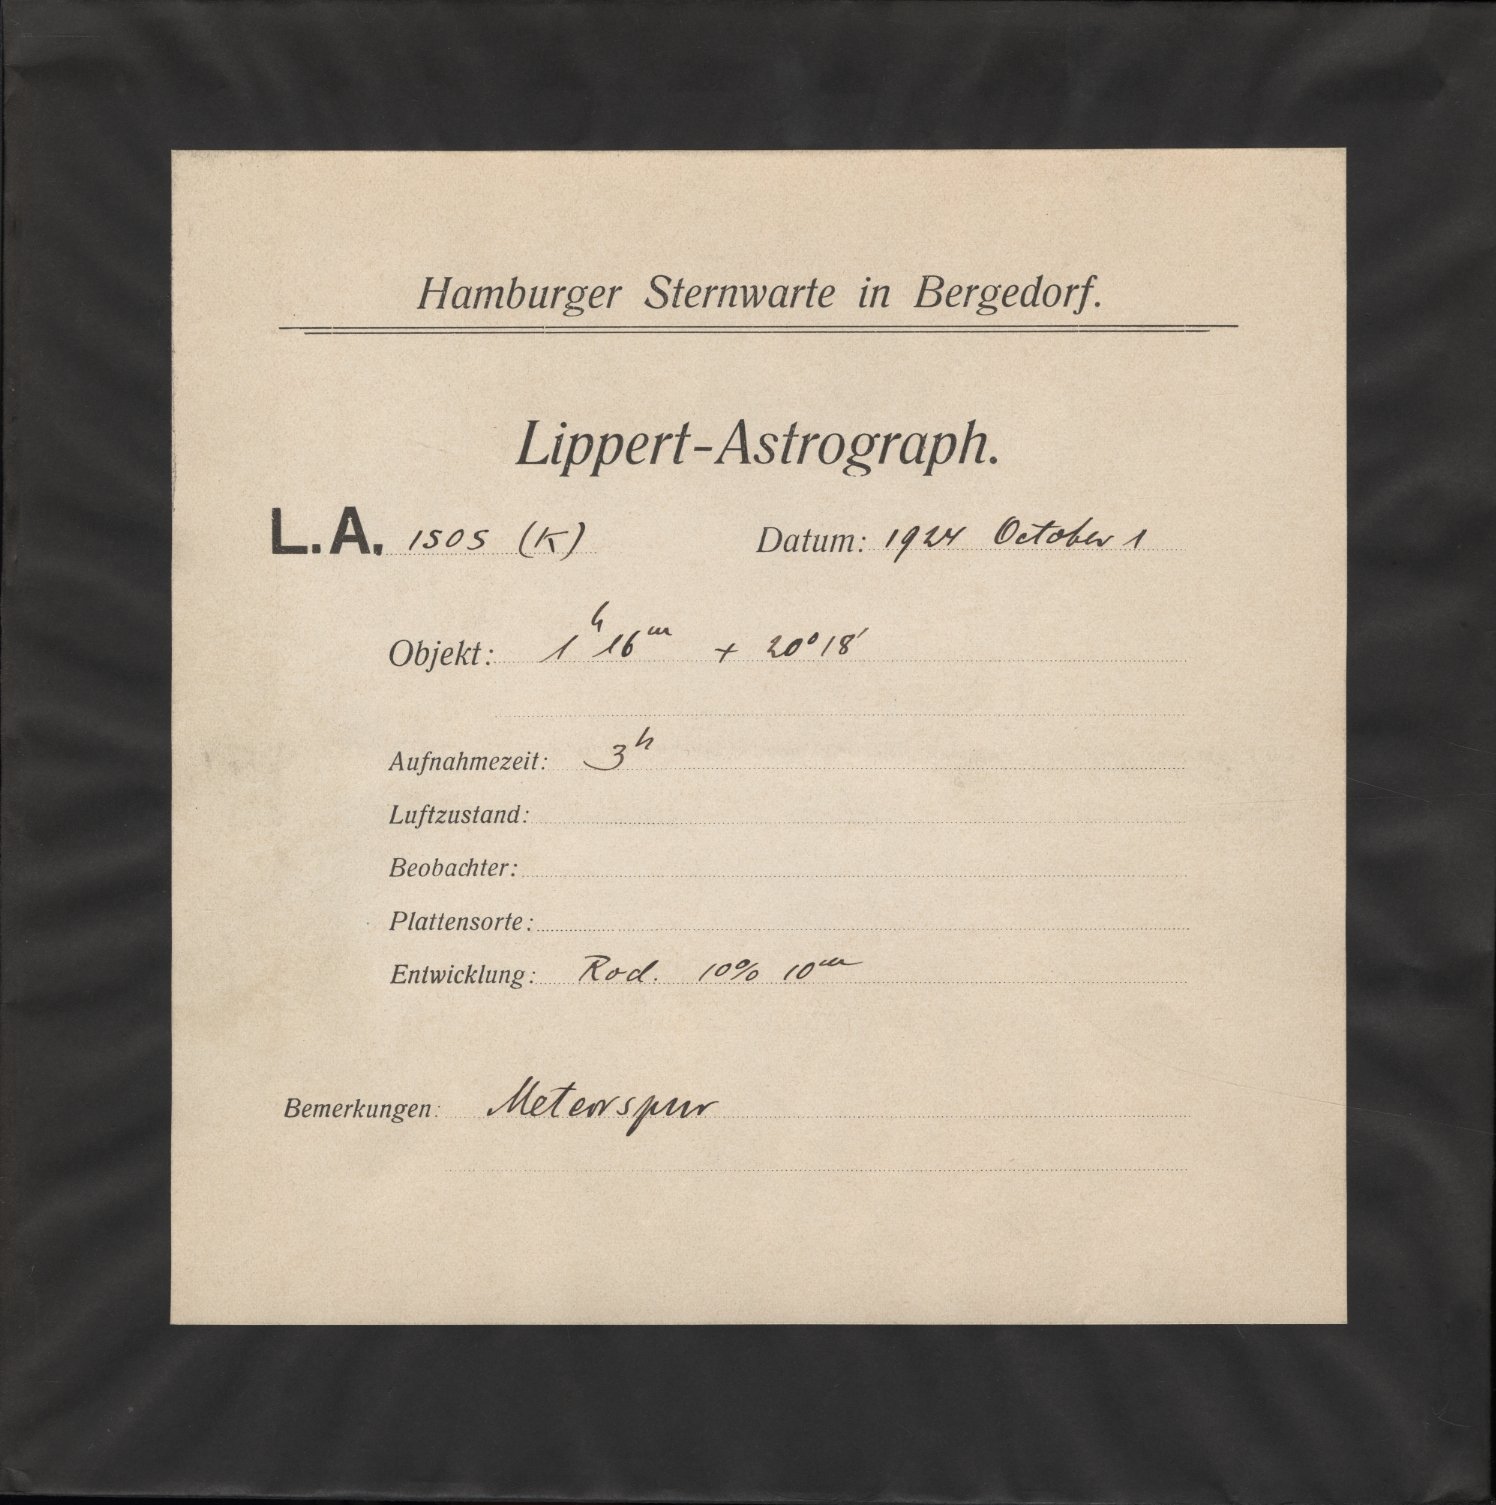 Hamburger Sternwarte in Bergedorf.
Lippert-Astrograph.
L.A. 1505 (K) Datum: 1924 October 1
Objekt: 1ʰ 16ᵐ + 20° 18′
Aufnahmezeit: 3ʰ
Luftzustand:
Beobachter:
Plattensorte:
Entwicklung: Rod. 10% 10ᵐ
Bemerkungen: Meteorspur